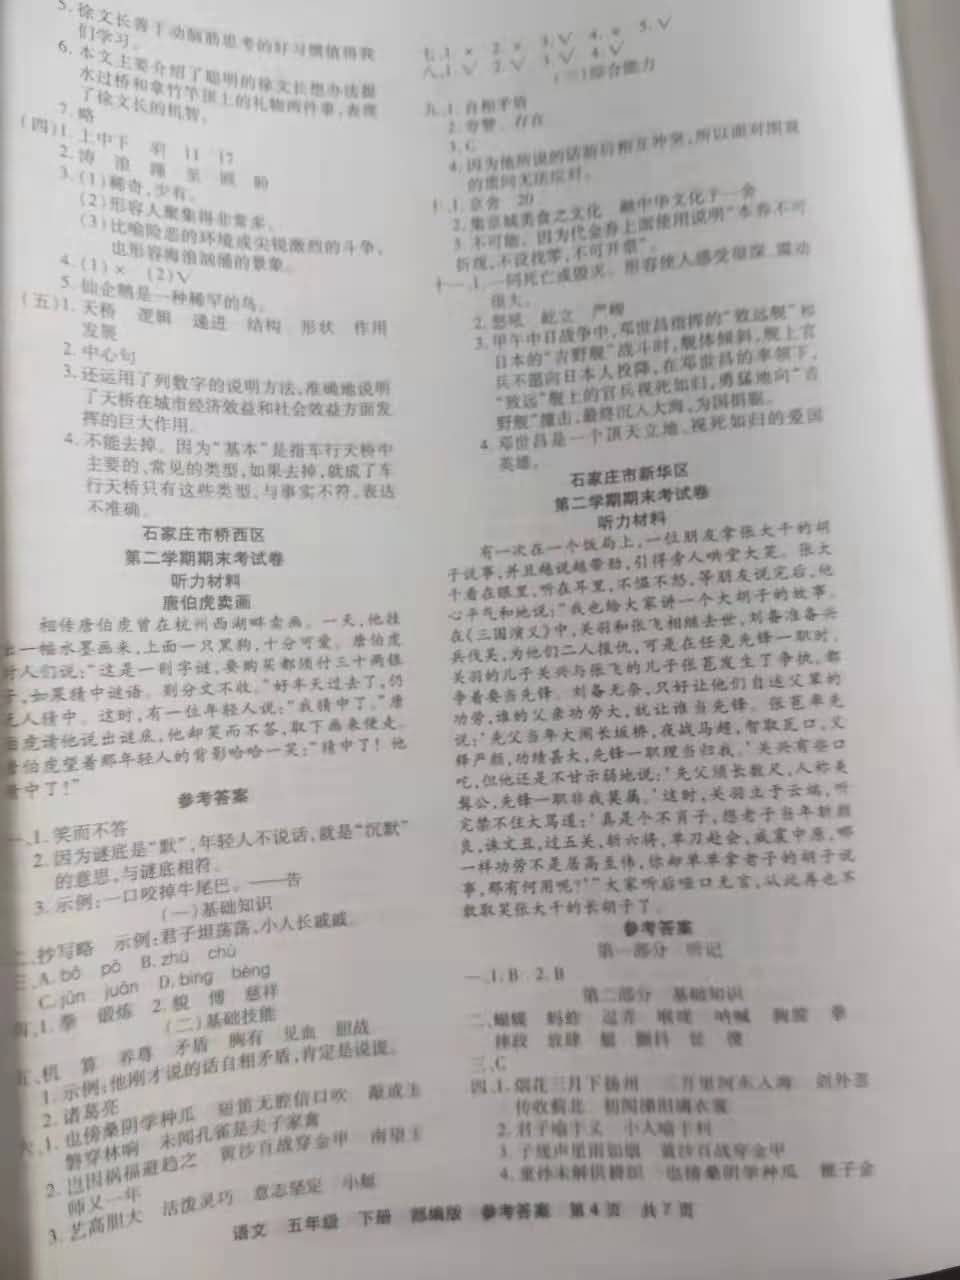 5. 徐文长善于动脑筋思考的好习惯值得我
们学习。
6. 本文主要介绍了聪明的徐文长想办法提
水过桥和拿竹竿顶上的礼物两件事,表现
了徐文长的机智。
7. 略
(四)1. 上中下 羽 11 17
2. 涛 浪
3. (1)稀奇,少有。
(2)形容人聚集得非常多。
(3)比喻险恶的环境或尖锐激烈的斗争,
也形容海浪汹涌的景象。
4. (1)× (2)√
5. 仙企鹅是一种稀罕的鸟。
(五)1. 天桥 逻辑 递进 结构 形状 作用
发展
2. 中心句
3. 还运用了列数字的说明方法,准确地说明
了天桥在城市经济效益和社会效益方面发
挥的巨大作用。
4. 不能去掉。因为“基本”是指车行天桥中
主要的、常见的类型,如果去掉,就成了车
行天桥只有这些类型,与事实不符,表达
不准确。
石家庄市桥西区
第二学期期末考试卷
听力材料
唐伯虎卖画
相传唐伯虎曾在杭州西湖畔卖画。一天,他挂
一幅水墨画来,上面一只黑狗,十分可爱。唐伯虎
对人们说:“这是一则字谜,要购买都须付三十两银
子,如果猜中谜语。则分文不收。”好半天过去了,仍
无人猜中。这时,有一位年轻人说:“我猜中了。”唐
伯虎请他说出谜底,他却笑而不答,取下画来便走。
唐伯虎望着那年轻人的背影哈哈一笑:“猜中了! 他
猜中了!”
参考答案
一、1. 笑而不答
2. 因为谜底是“默”,年轻人不说话,就是“沉默”
的意思,与谜底相符。
3. 示例:一口咬掉牛尾巴。——告
(一)基础知识
二、抄写略 示例:君子坦荡荡,小人长戚戚。
三、A. bó pō B. zhù chù
C. jūn juān D. bìng bèng
四、1. 拳 锻炼 2. 貌 傅 慈祥
(二)基础技能
五、机 算 养尊 矛盾 胸有 见血 胆战
1. 示例:他刚才说的话自相矛盾,肯定是说谎。
2. 诸葛亮
六、1. 也傍桑阴学种瓜 短笛无腔信口吹 敲成玉
磬穿林响 未闻孔雀是夫子家禽
2. 岂因祸福避趋之 黄沙百战穿金甲 南望王
师又一年
3. 艺高胆大 活泼灵巧 意志坚定 小艇
七、1. × 2. × 3. √ 4. × 5. √
八、1. √ 2. √ 3. √ 4. √
(三)综合能力
九、1. 自相矛盾
2. 夸赞 存在
3. C
4. 因为他所说的话前后相互冲突,所以面对围观
的质问无法应对。
十、1. 京舍 20
2. 集京城美食之文化 融中华文化于一舍
3. 不可能。因为代金券上面使用说明“本券不可
折现,不设找零,不可并桌”。
十一、1. 一同死亡或毁灭。 形容使人感受很深,震动
很大。
2. 怒吼 屹立 严峻
3. 甲午中日战争中,邓世昌指挥的“致远舰”和
日本的“吉野舰”战斗时,舰体倾斜,舰上官
兵不愿向日本人投降,在邓世昌的率领下,
“致远”舰上的官兵视死如归,勇猛地向“吉
野舰”撞击,最终沉入大海,为国捐躯。
4. 邓世昌是一个顶天立地、视死如归的爱国
英雄。
石家庄市新华区
第二学期期末考试卷
听力材料
有一次在一个饭局上,一位朋友拿张大千的胡
子说事,并且越说越带劲,引得旁人哄堂大笑。张大
千看在眼里,听在耳里,不愠不怒,等朋友说完后,他
心平气和地说:“我也给大家讲一个大胡子的故事。
在《三国演义》中,关羽和张飞相继去世,刘备准备兴
兵伐吴,为他们二人报仇,可是在任免先锋一职时,
关羽的儿子关兴与张飞的儿子张苞发生了争执,都
争着要当先锋。刘备无奈,只好让他们自述父辈的
功劳,谁的父亲功劳大,就让谁当先锋。张苞率先
说:‘先父当年大闹长坂桥,夜战马超,智取瓦口,义
释严颜,功绩甚大,先锋一职理当归我。’关兴有些口
吃,但他还是不甘示弱地说:‘先父须长数尺,人称美
髯公,先锋一职非我莫属。’这时,关羽立于云端,听
完禁不住大骂道:‘真是个不肖子,想老子当年斩颜
良,诛文丑,过五关,斩六将,单刀赴会,威震中原,哪
一样功劳不是居高至伟,你却单单拿老子的胡子说
事,那有何用呢?’”大家听后哑口无言,从此再也不
敢取笑张大千的长胡子了。
参考答案
第一部分 听记
一、1. B 2. B
第二部分 基础知识
二、蝴蝶 蚂蚱 逗弄 喉咙 呐喊 胸膛 拳
摔跤 放肆 艇 颤抖
三、C
四、1. 烟花三月下扬州 三万里河东入海 剑外忽
传收蓟北 初闻涕泪满衣裳
2. 君子喻于义 小人喻于利
3. 子规声里雨如烟 黄沙百战穿金甲
4. 童孙未解供耕织 也傍桑阴学种瓜 稚子金
语文 五年级 下册 部编版 参考答案 第4页 共7页